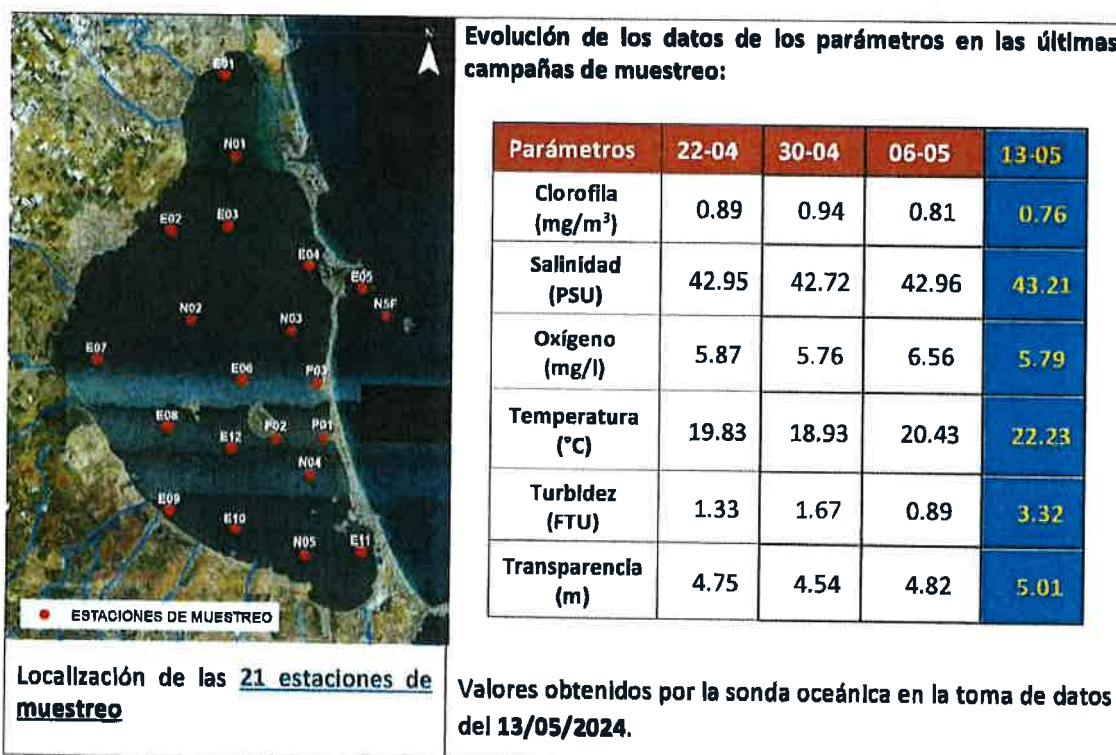 N
E01
N01
E02
E03
E04
E05
N5F
N02
N03
E07
E06
P03
E08
E12
P02
P01
N04
E09
E10
N05
E11
ESTACIONES DE MUESTREO
Localización de las 21 estaciones de
muestreo
Evolución de los datos de los parámetros en las últimas
campañas de muestreo:
Parámetros 22-04 30-04 06-05 13-05
Clorofila
(mg/m³) 0.89 0.94 0.81 0.76
Salinidad
(PSU) 42.95 42.72 42.96 43.21
Oxígeno
(mg/l) 5.87 5.76 6.56 5.79
Temperatura
(°C) 19.83 18.93 20.43 22.23
Turbidez
(FTU) 1.33 1.67 0.89 3.32
Transparencia
(m) 4.75 4.54 4.82 5.01
Valores obtenidos por la sonda oceánica en la toma de datos
del 13/05/2024.